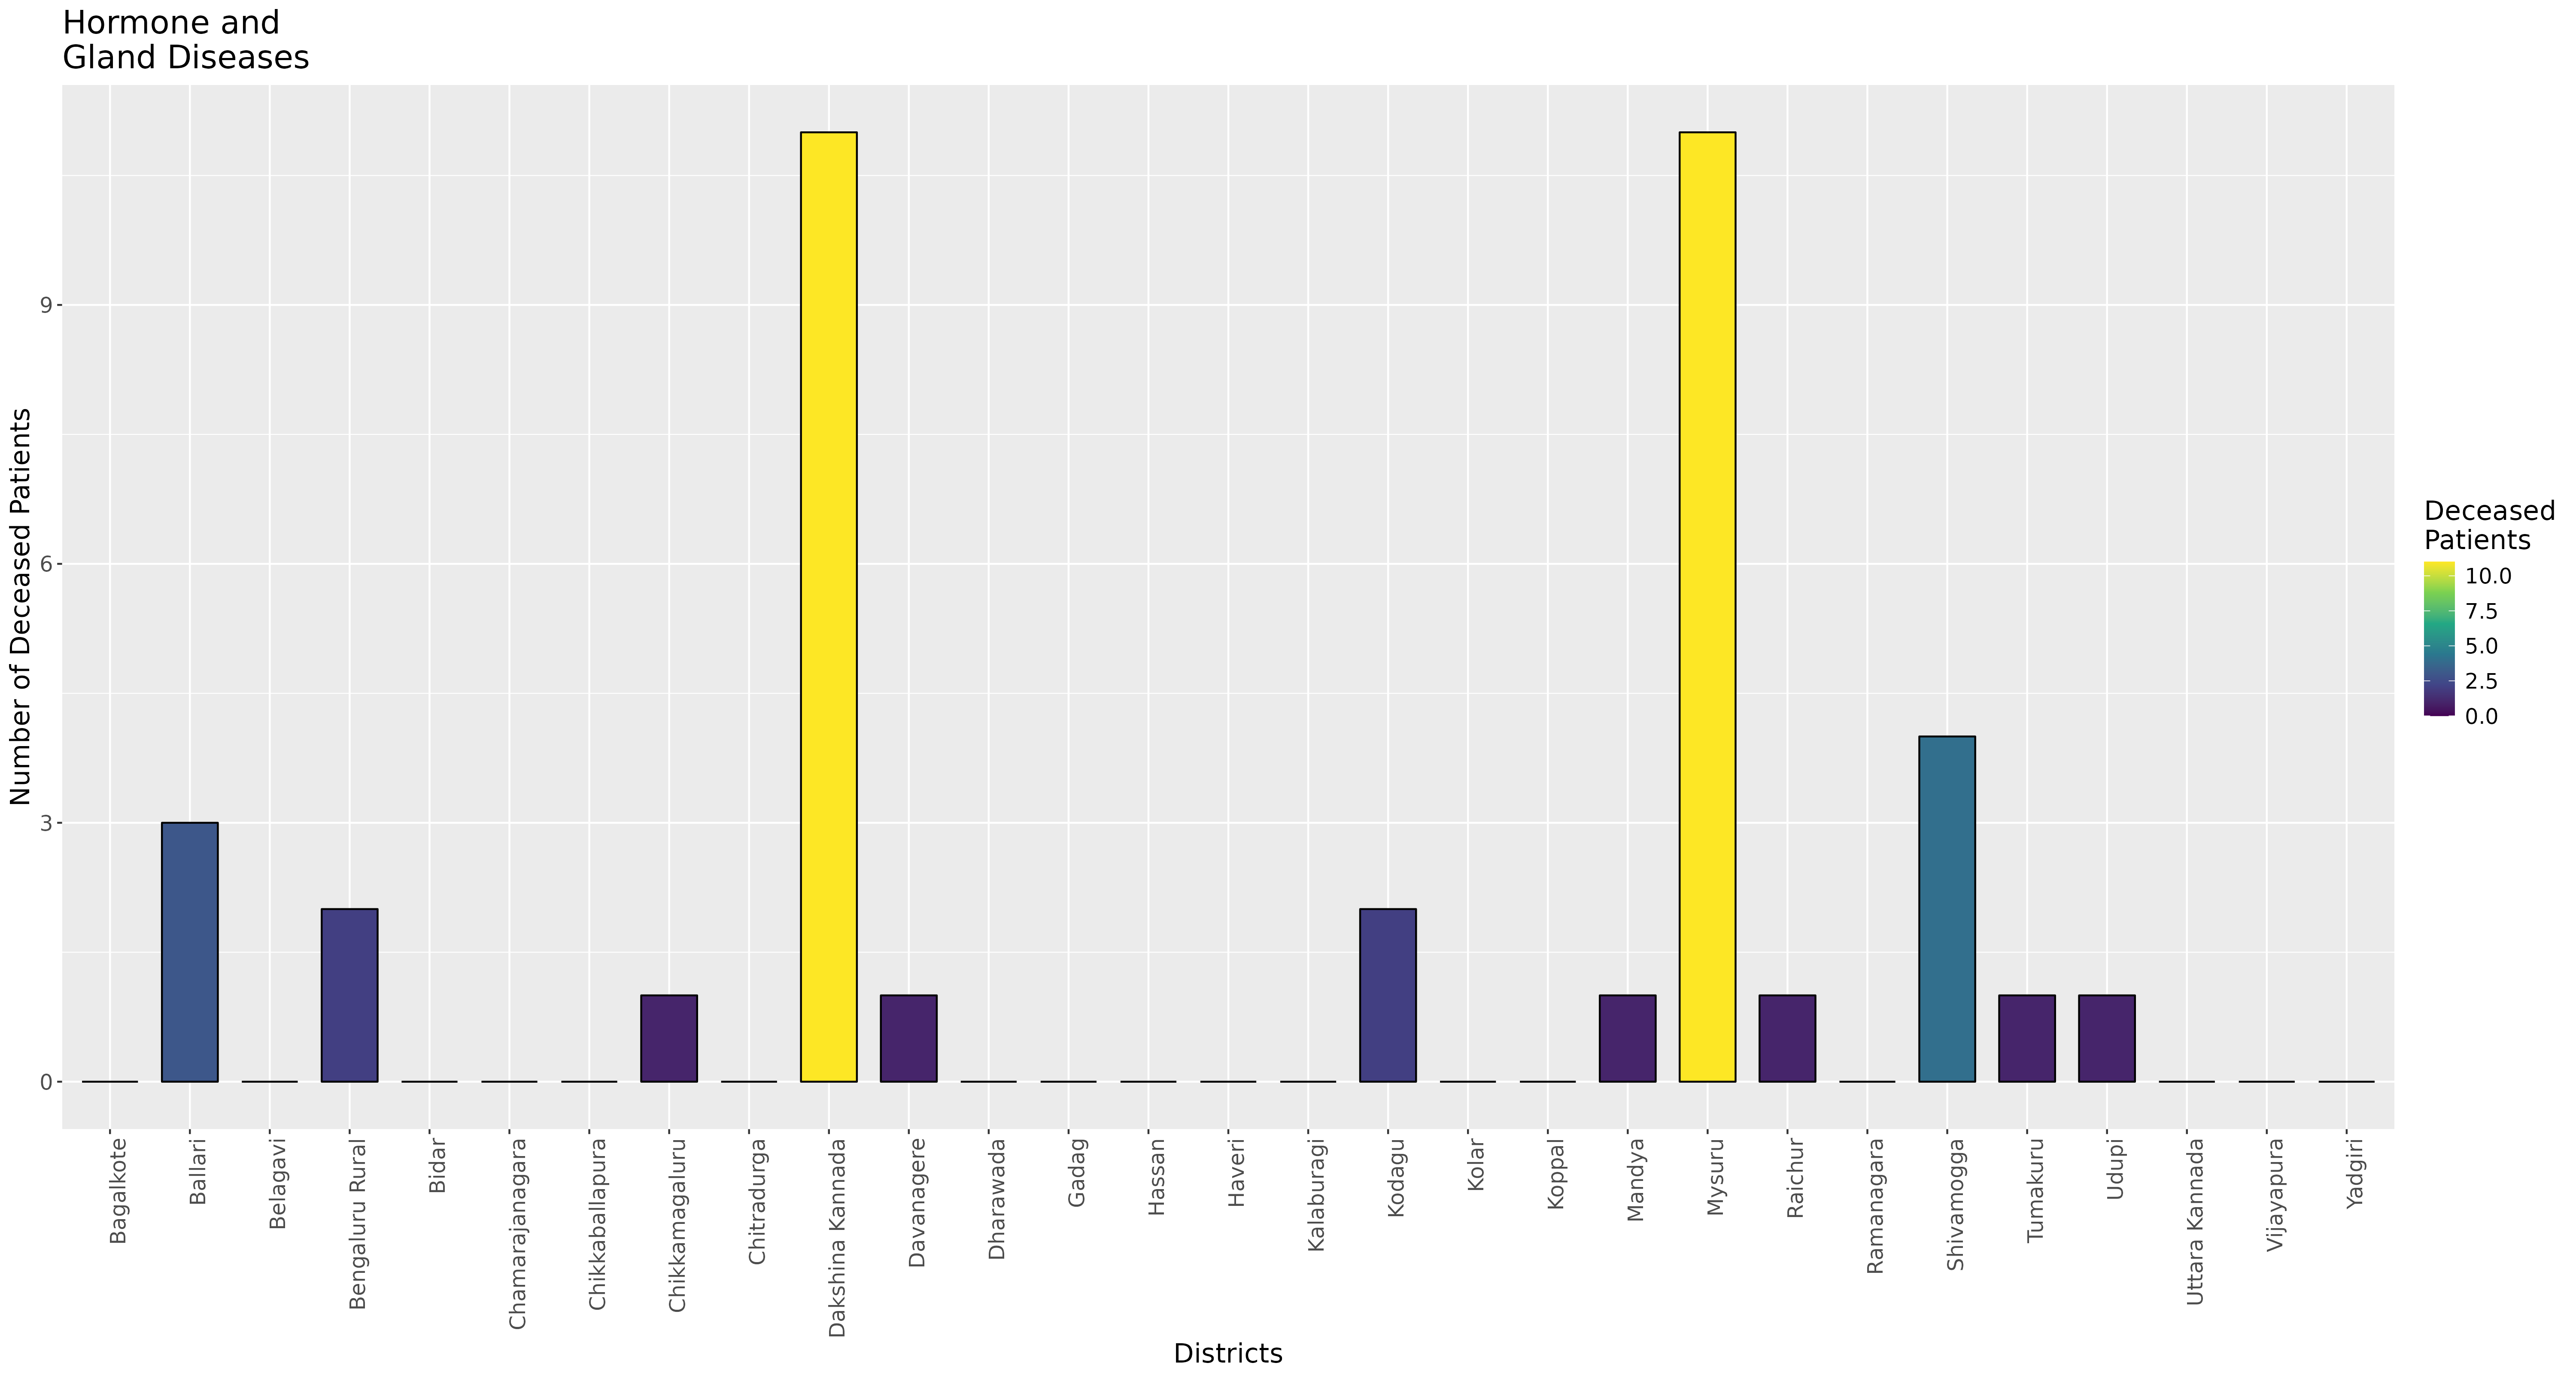 Hormone and
Gland Diseases
Number of Deceased Patients
9
6
3
0
Bagalkote
Ballari
Belagavi
Bengaluru Rural
Bidar
Chamarajanagara
Chikkaballapura
Chikkamagaluru
Chitradurga
Dakshina Kannada
Davanagere
Dharawada
Gadag
Hassan
Haveri
Kalaburagi
Kodagu
Kolar
Koppal
Mandya
Mysuru
Raichur
Ramanagara
Shivamogga
Tumakuru
Udupi
Uttara Kannada
Vijayapura
Yadgiri
Districts
Deceased
Patients
10.0
7.5
5.0
2.5
0.0